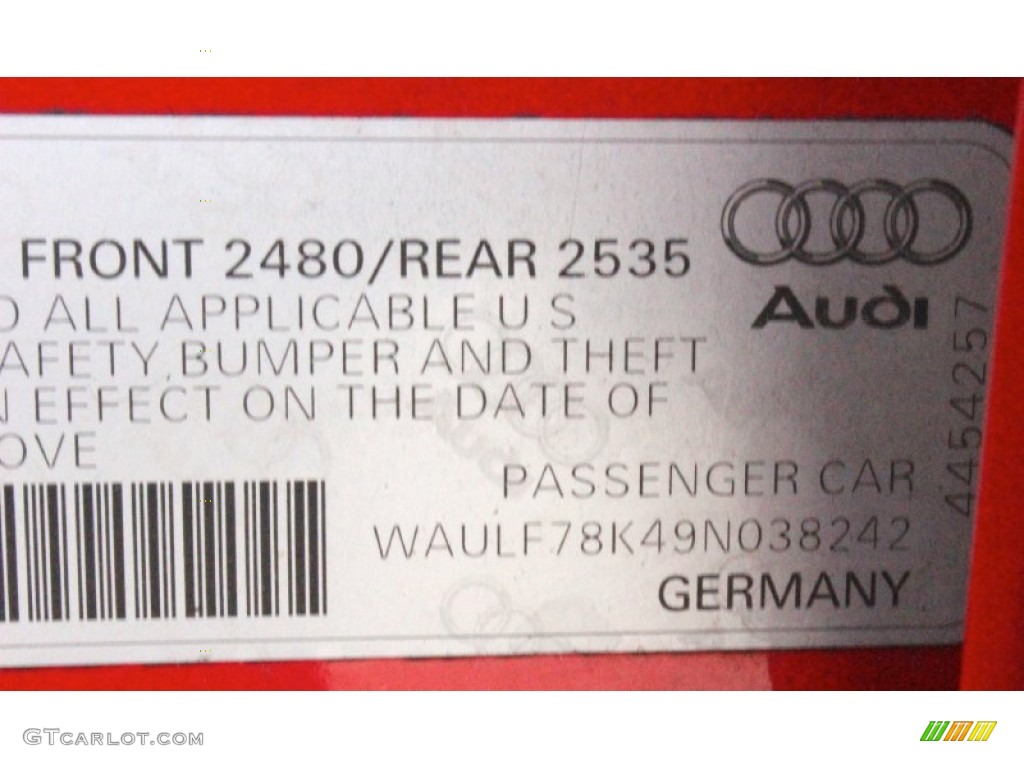 FRONT 2480/REAR 2535
O ALL APPLICABLE U S
AFETY, BUMPER AND THEFT
N EFFECT ON THE DATE OF
OVE
Audi
4454257
PASSENGER CAR
WAULF78K49N038242
GERMANY
GTCARLOT.COM